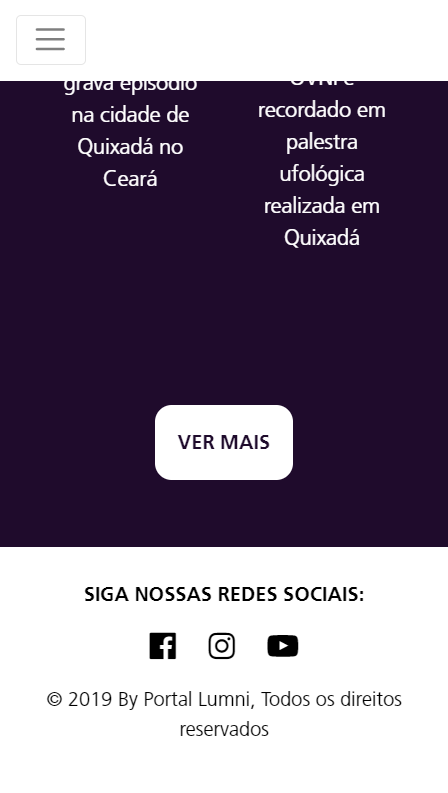 grava episódio
na cidade de
Quixadá no
Ceará
recordado em
palestra
ufológica
realizada em
Quixadá
VER MAIS
SIGA NOSSAS REDES SOCIAIS:
© 2019 By Portal Lumni, Todos os direitos
reservados